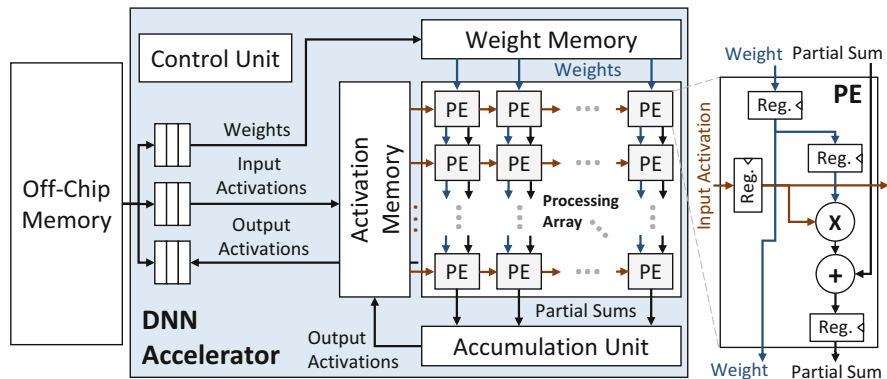 Off-Chip
Memory
Control Unit
Weights
Input
Activations
Output
Activations
DNN
Accelerator
Activation
Memory
Output
Activations
Weight Memory
Weights
PE PE PE
PE PE PE
Processing
Array
PE PE PE
Partial Sums
Accumulation Unit
Weight
Partial Sum
PE
Reg.
Reg.
Input Activation
Reg.
X
+
Reg.
Weight
Partial Sum